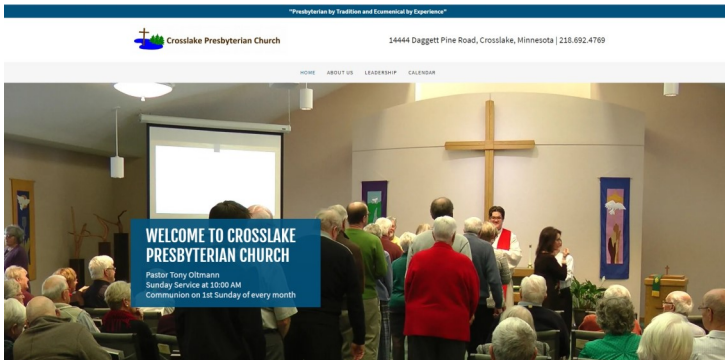 "Presbyterian by Tradition and Ecumenical by Experience"
Crosslake Presbyterian Church
14444 Daggett Pine Road, Crosslake, Minnesota | 218.692.4769
HOME ABOUT US LEADERSHIP CALENDAR
WELCOME TO CROSSLAKE
PRESBYTERIAN CHURCH
Pastor Tony Oltmann
Sunday Service at 10:00 AM
Communion on 1st Sunday of every month